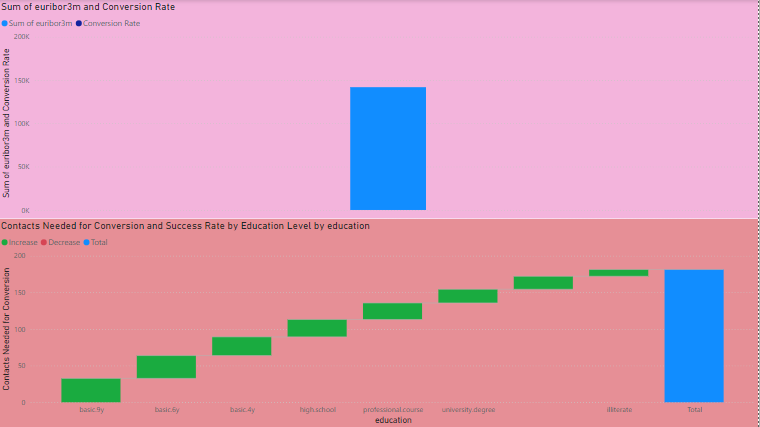 Sum of euribor3m and Conversion Rate
Sum of euribor3m Conversion Rate
Sum of euribor3m and Conversion Rate
200K
150K
100K
50K
0K
Contacts Needed for Conversion and Success Rate by Education Level by education
Increase Decrease Total
Contacts Needed for Conversion
200
150
100
50
0
basic.9y basic.6y basic.4y high.school professional.course university.degree illiterate Total
education